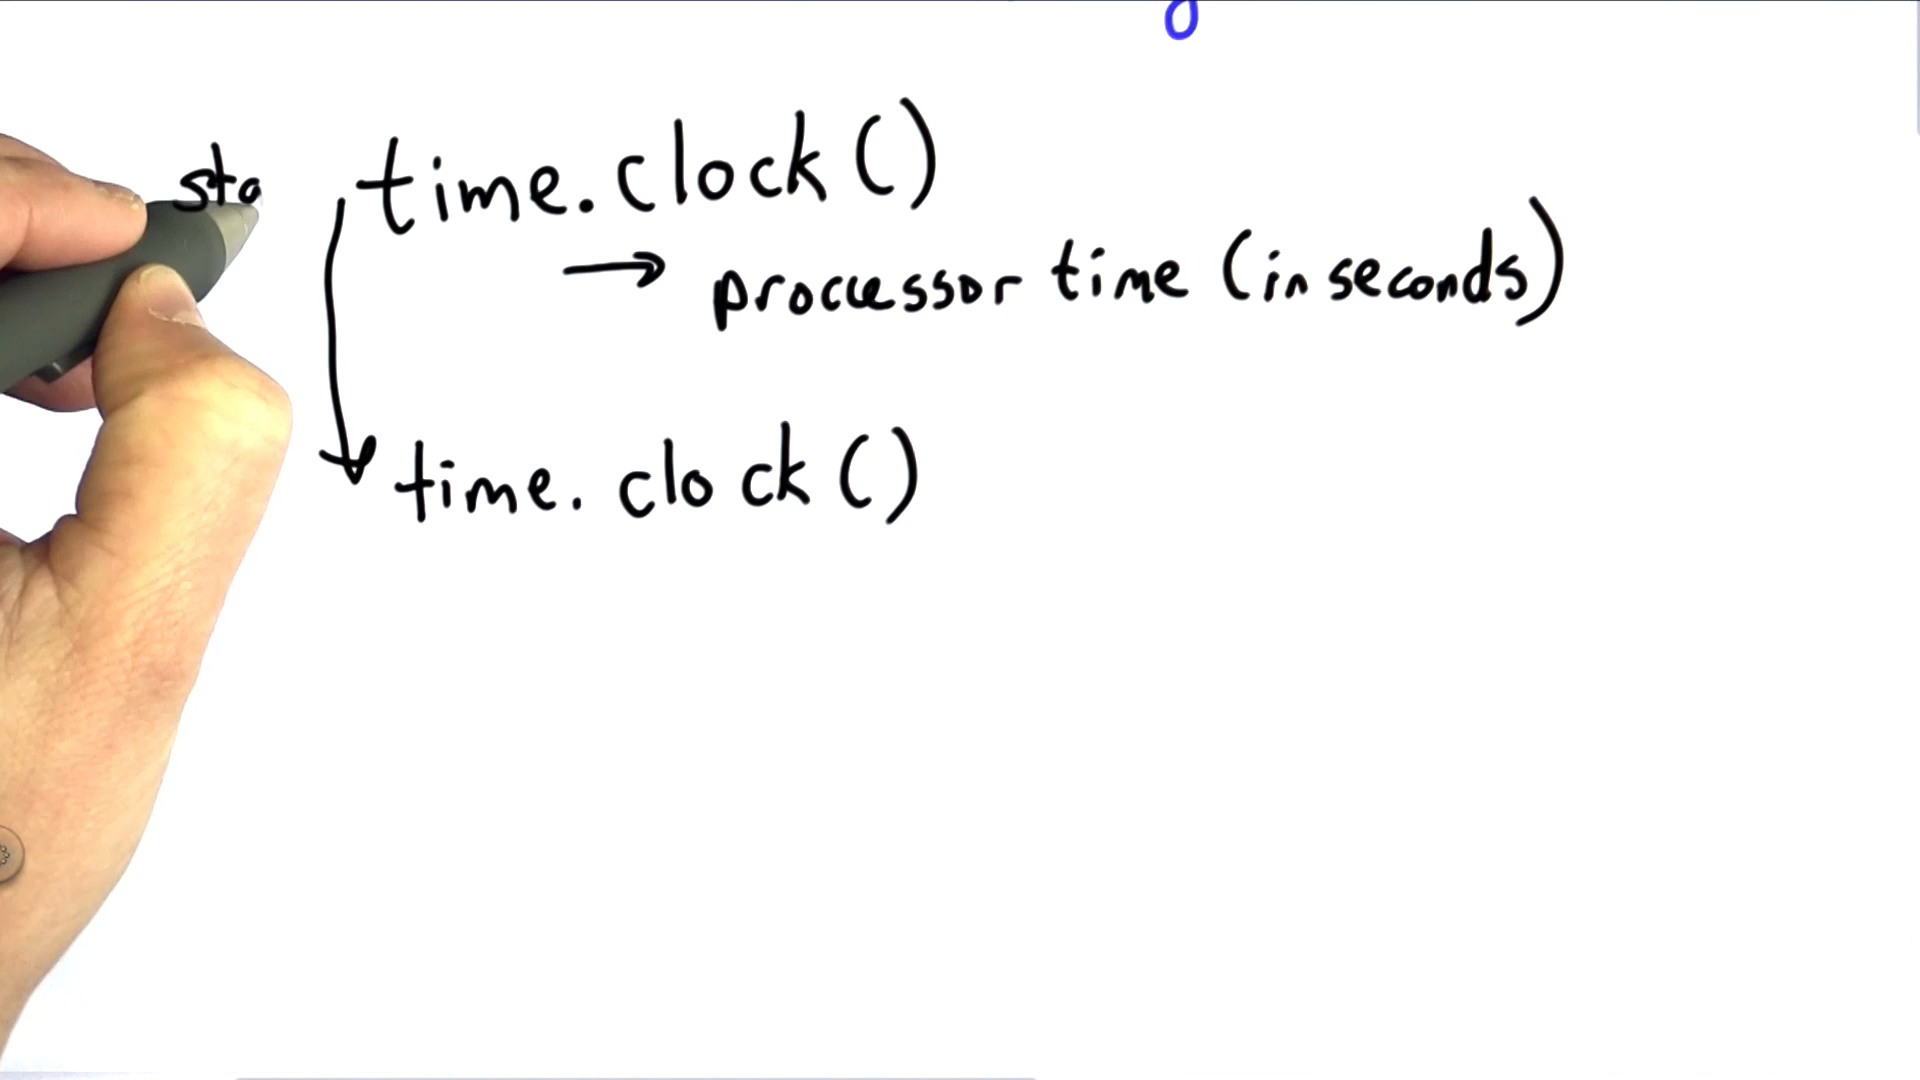 sta time.clock()
→ processor time (in seconds)
time.clock()